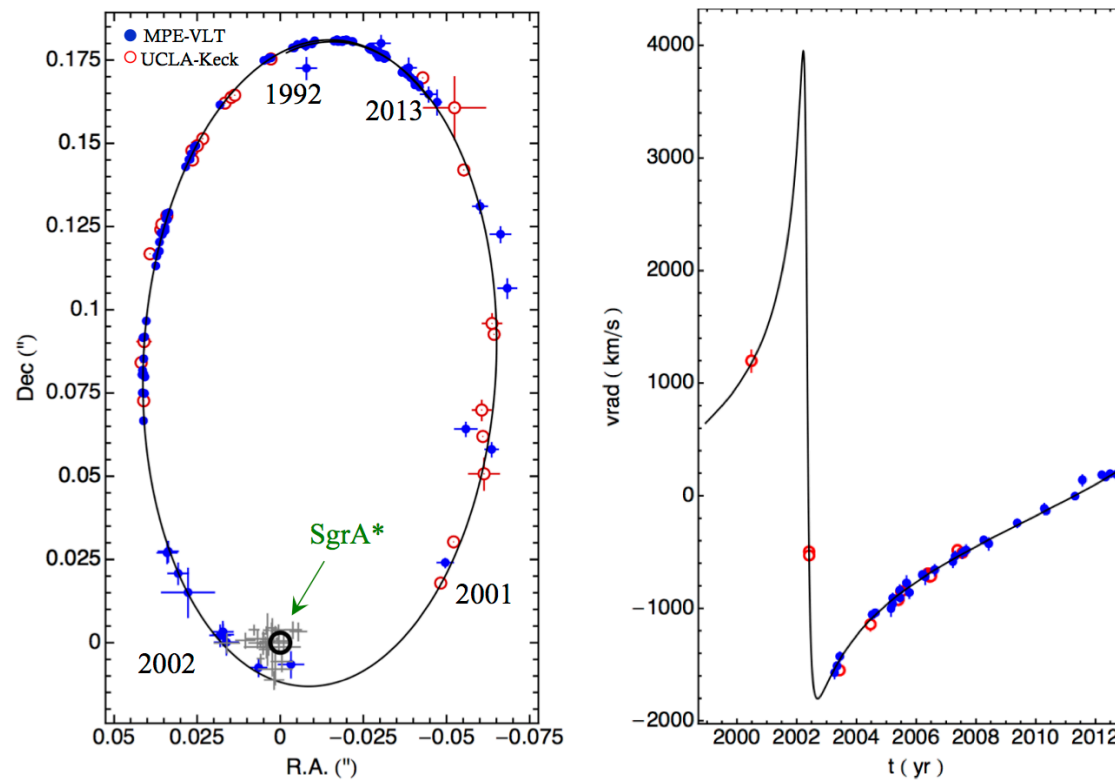 MPE-VLT
UCLA-Keck
1992
2013
SgrA*
2001
2002
0.175
0.15
0.125
0.1
0.075
0.05
0.025
0
Dec (")
0.05 0.025 0 −0.025 −0.05 −0.075
R.A. (")
4000
3000
2000
1000
0
−1000
−2000
vrad ( km/s )
2000 2002 2004 2006 2008 2010 2012
t ( yr )